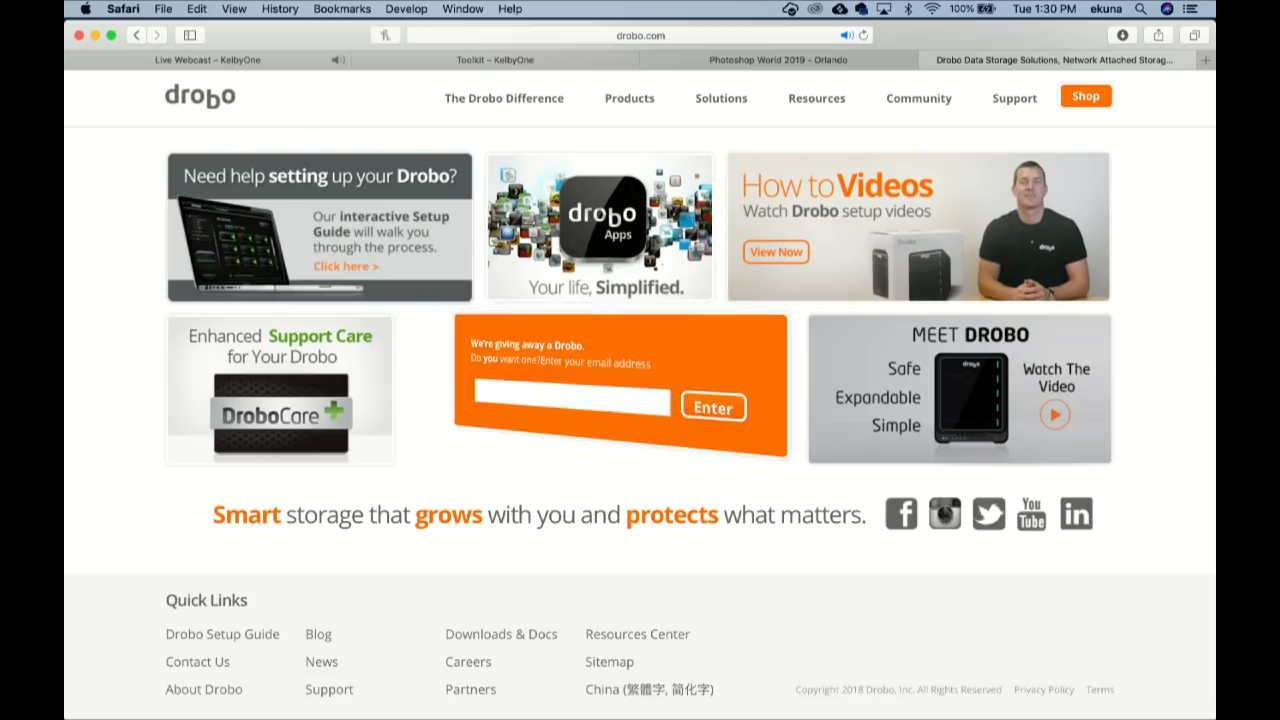 Safari File Edit View History Bookmarks Develop Window Help 100% Tue 1:30 PM ekuna
drobo.com
Live Webcast – KelbyOne
Toolkit – KelbyOne
Photoshop World 2019 - Orlando
Drobo Data Storage Solutions, Network Attached Storag...
drobo
The Drobo Difference
Products
Solutions
Resources
Community
Support
Shop
Need help setting up your Drobo?
Our interactive Setup
Guide will walk you
through the process.
Click here >
drobo
Apps
Your life, Simplified.
How to Videos
Watch Drobo setup videos
View Now
Drobo
drobo
Enhanced Support Care
for Your Drobo
DroboCare
We're giving away a Drobo.
Do you want one?Enter your email address
Enter
MEET DROBO
Safe
Expandable
Simple
drobo
Watch The
Video
Smart storage that grows with you and protects what matters.
You
Tube
in
Quick Links
Drobo Setup Guide
Blog
Downloads & Docs
Resources Center
Contact Us
News
Careers
Sitemap
About Drobo
Support
Partners
China (繁體字, 简化字)
Copyright 2018 Drobo, Inc. All Rights Reserved
Privacy Policy
Terms